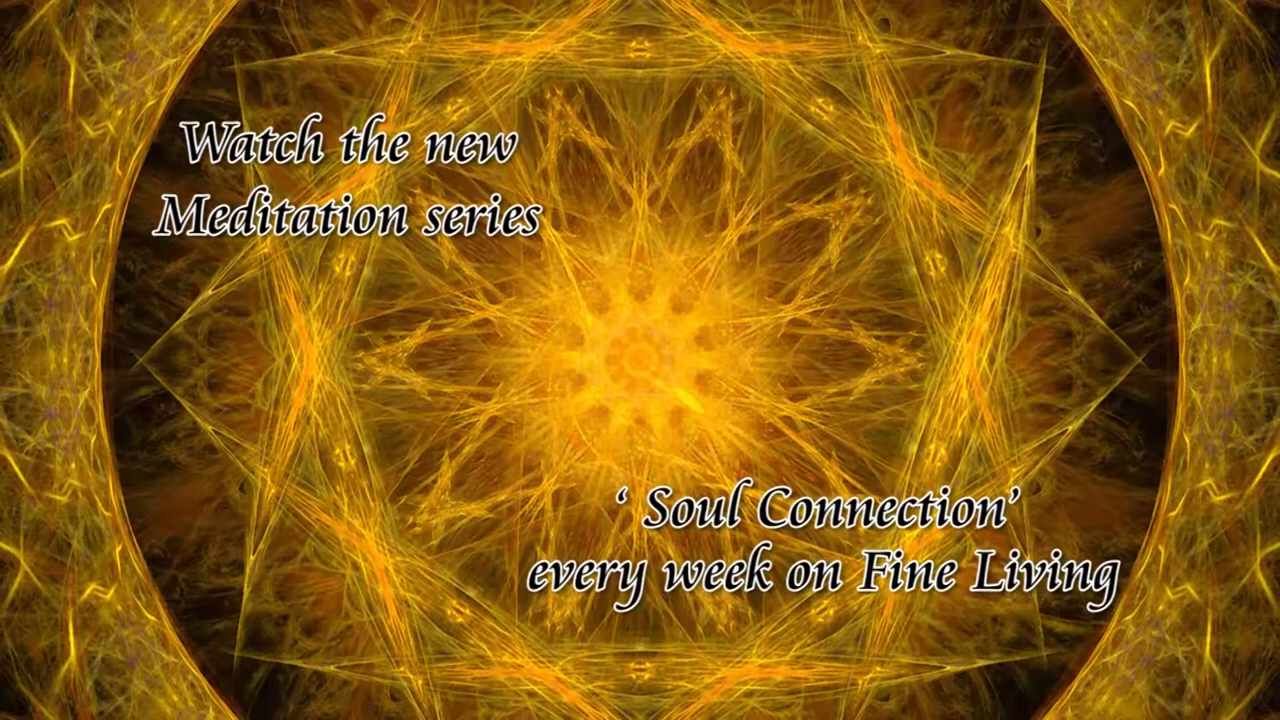 Watch the new
Meditation series
‘ Soul Connection’
every week on Fine Living